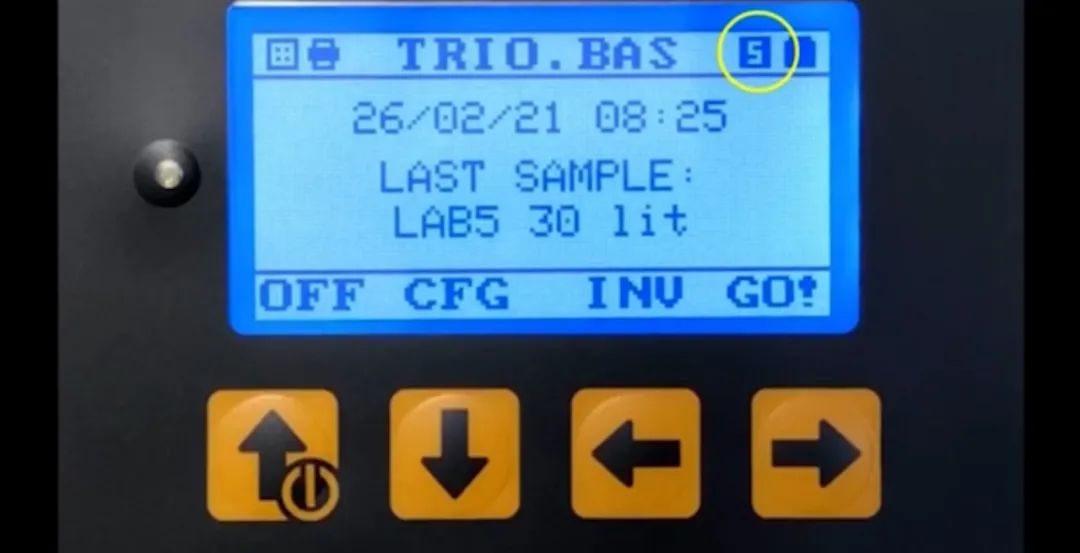 TRIO.BAS S
26/02/21 08:25
LAST SAMPLE:
LAB5 30 lit
OFF CFG INV GO!